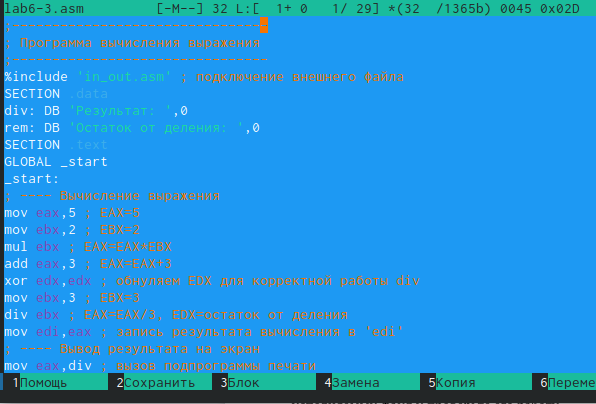 lab6-3.asm [-M--] 32 L:[ 1+ 0 1/ 29] *(32 /1365b) 0045 0x02D
;--------------------------------
; Программа вычисления выражения
;--------------------------------
%include 'in_out.asm' ; подключение внешнего файла
SECTION .data
div: DB 'Результат: ',0
rem: DB 'Остаток от деления: ',0
SECTION .text
GLOBAL _start
_start:
; ---- Вычисление выражения
mov eax,5 ; EAX=5
mov ebx,2 ; EBX=2
mul ebx ; EAX=EAX*EBX
add eax,3 ; EAX=EAX+3
xor edx,edx ; обнуляем EDX для корректной работы div
mov ebx,3 ; EBX=3
div ebx ; EAX=EAX/3, EDX=остаток от деления
mov edi,eax ; запись результата вычисления в 'edi'
; ---- Вывод результата на экран
mov eax,div ; вызов подпрограммы печати
1Помощь 2Сохранить 3Блок 4Замена 5Копия 6Переме